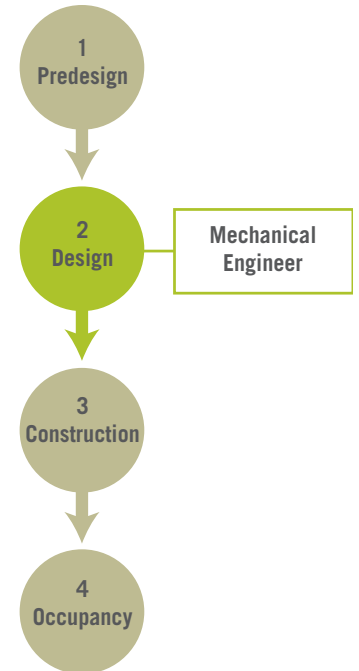 1
Predesign
2
Design
Mechanical
Engineer
3
Construction
4
Occupancy